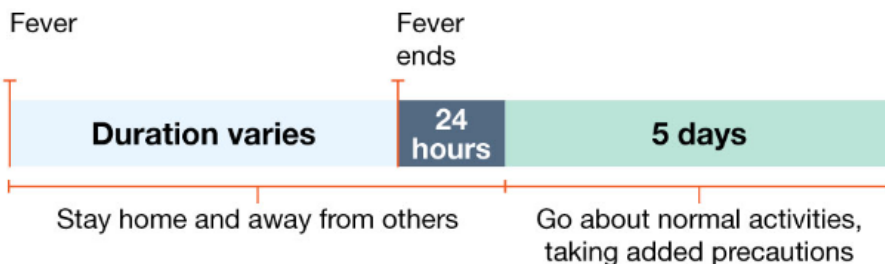 Fever
Fever
ends
Duration varies
24
hours
5 days
Stay home and away from others
Go about normal activities,
taking added precautions